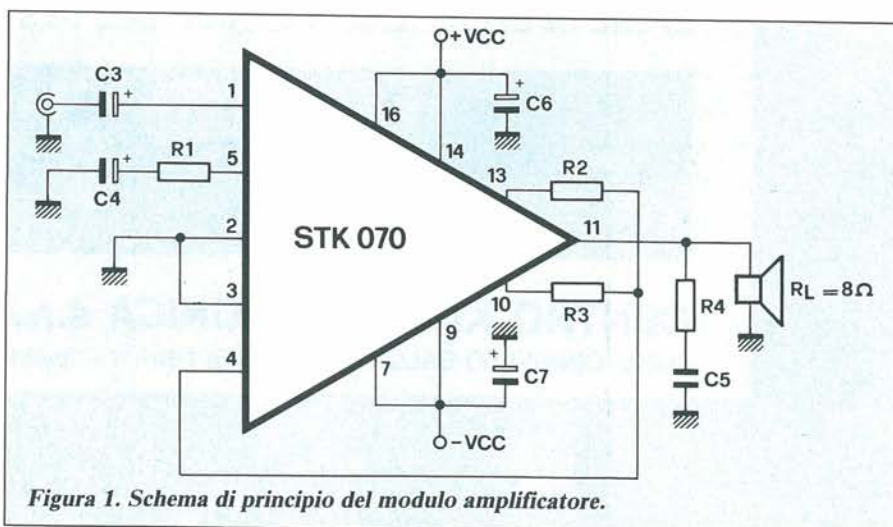 +VCC
C3
+
1
16
+
C6
14
5
R1
+
C4
13
R2
2
STK 070
11
3
10
R3
R4
RL = 8Ω
4
7
9
+
C7
C5
-VCC
Figura 1. Schema di principio del modulo amplificatore.